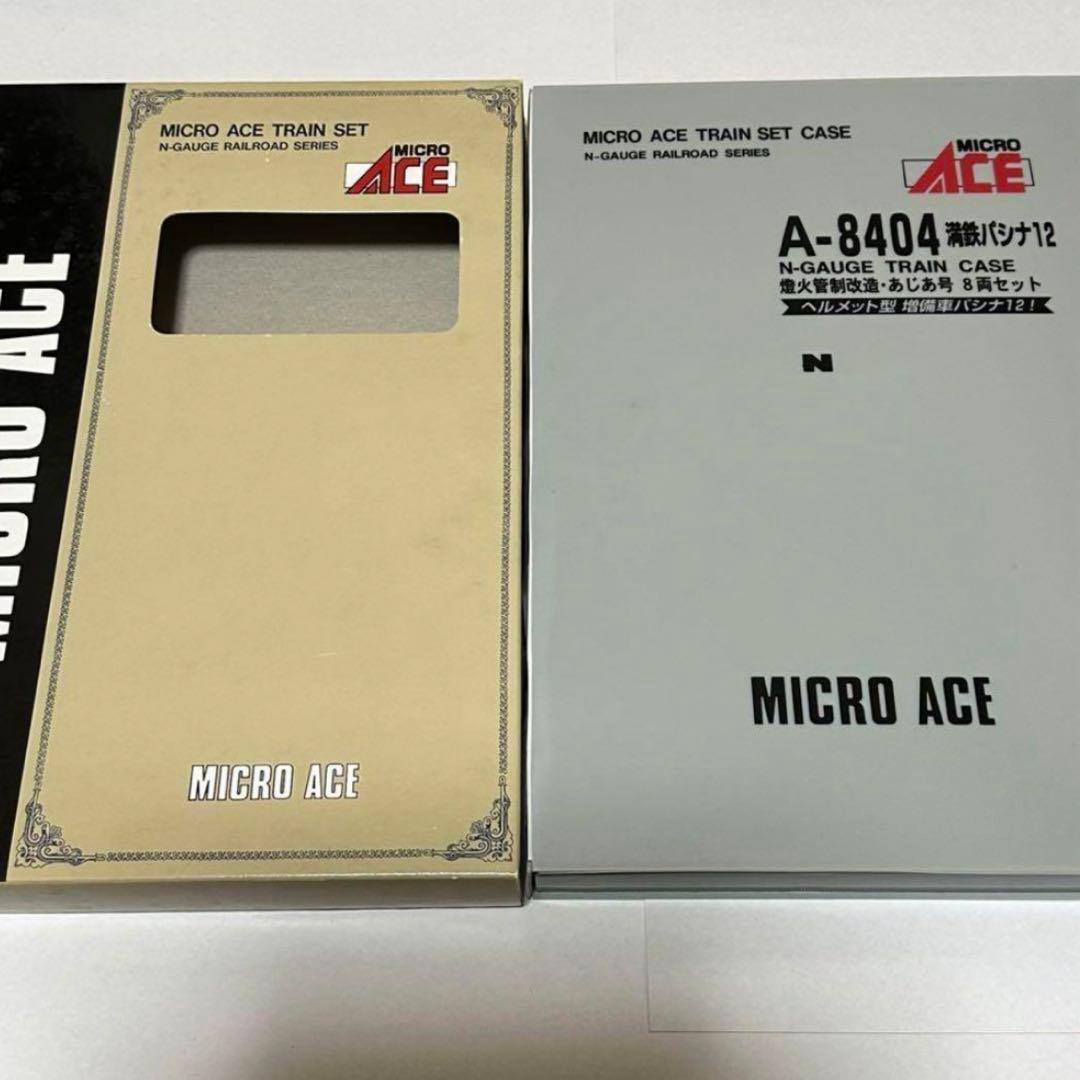 MICRO ACE
MICRO ACE TRAIN SET
N-GAUGE RAILROAD SERIES
MICRO
ACE
MICRO ACE
MICRO ACE TRAIN SET CASE
N-GAUGE RAILROAD SERIES
MICRO
ACE
A-8404 満鉄パシナ12
N-GAUGE TRAIN CASE
燈火管制改造・あじあ号 8両セット
ヘルメット型 増備車パシナ12!
N
MICRO ACE